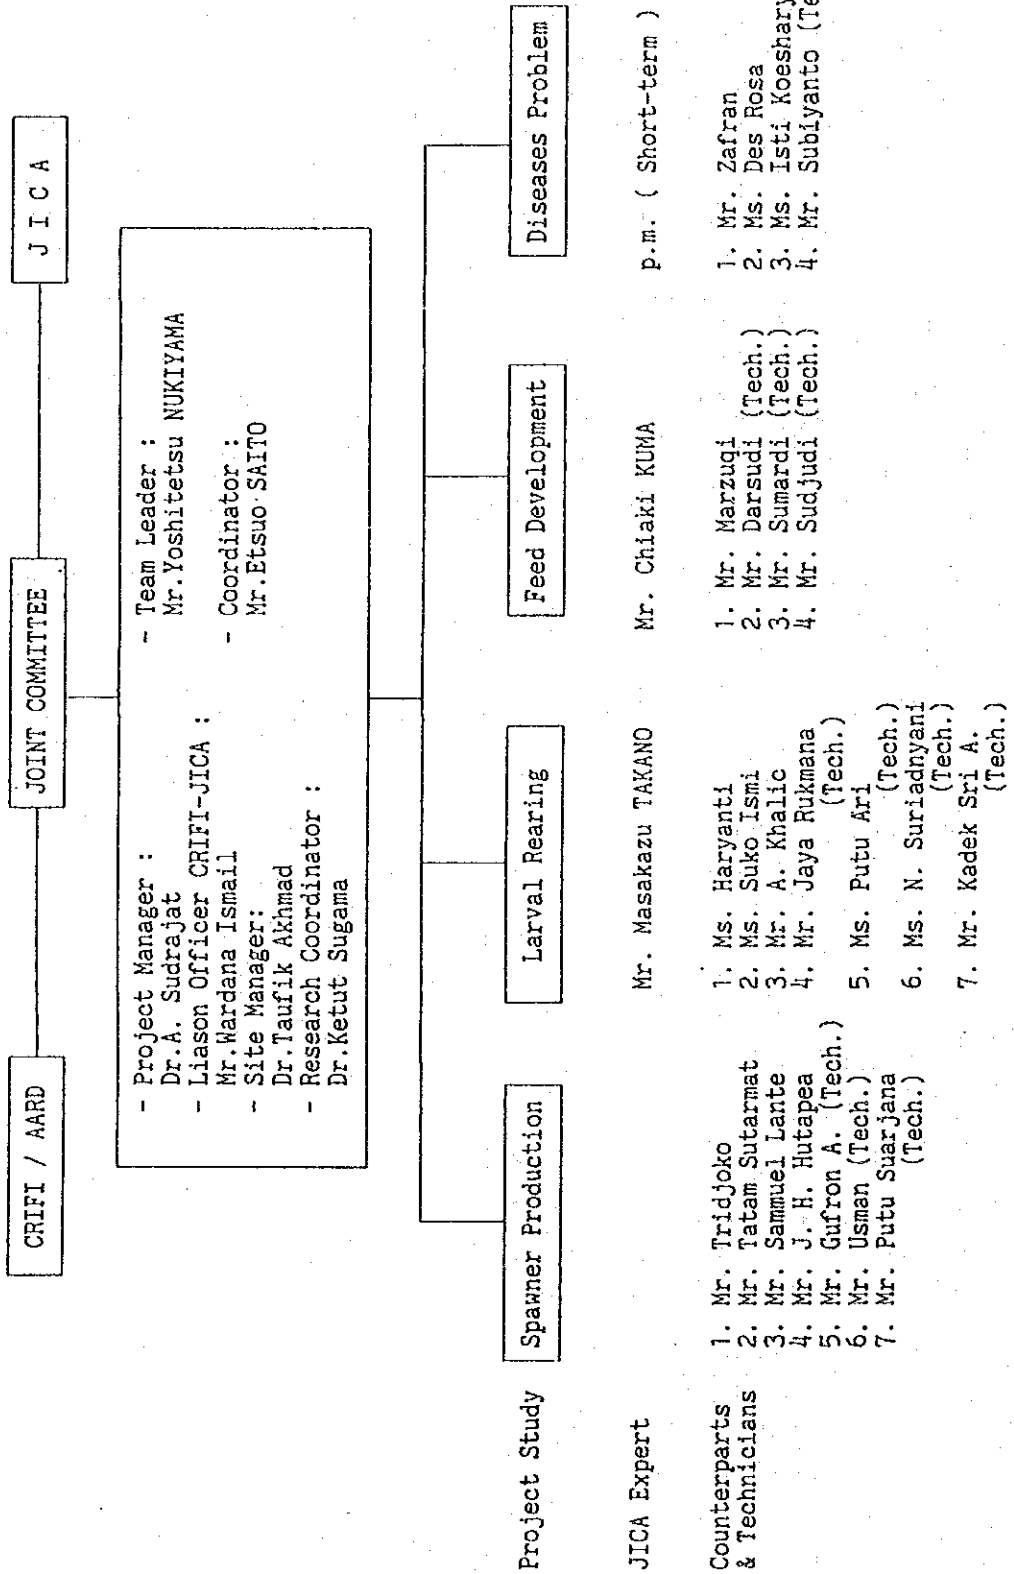 CRIFI / AARD
JOINT COMMITTEE
J I C A
- Project Manager :
Dr.A. Sudrajat
- Liason Officer CRIFI-JICA :
Mr.Wardana Ismail
- Site Manager:
Dr.Taufik Akhmad
- Research Coordinator :
Dr.Ketut Sugama
- Team Leader :
Mr.Yoshitetsu NUKIYAMA
- Coordinator :
Mr.Etsuo SAITO
Project Study
Spawner Production
Larval Rearing
Feed Development
Diseases Problem
JICA Expert
Mr. Masakazu TAKANO
Mr. Chiaki KUMA
p.m. ( Short-term )
Counterparts
& Technicians
1. Mr. Tridjoko
2. Mr. Tatam Sutarmat
3. Mr. Sammuel Lante
4. Mr. J. H. Hutapea
5. Mr. Gufron A. (Tech.)
6. Mr. Usman (Tech.)
7. Mr. Putu Suarjana
(Tech.)
1. Ms. Haryanti
2. Ms. Suko Ismi
3. Mr. A. Khalic
4. Mr. Jaya Rukmana
(Tech.)
5. Ms. Putu Ari
(Tech.)
6. Ms. N. Suriadnyani
(Tech.)
7. Mr. Kadek Sri A.
(Tech.)
1. Mr. Marzuqi
2. Mr. Darsudi (Tech.)
3. Mr. Sumardi (Tech.)
4. Mr. Sudjudi (Tech.)
1. Mr. Zafran
2. Ms. Des Rosa
3. Ms. Isti
4. Mr. Subiyanto